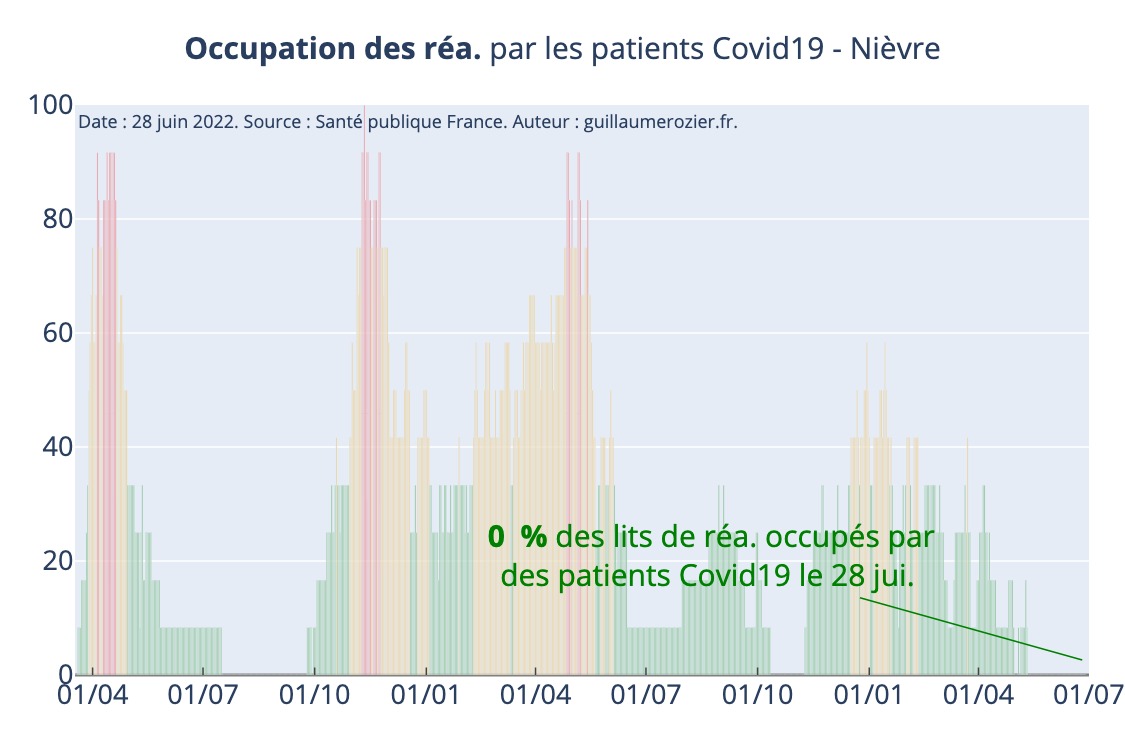 Occupation des réa. par les patients Covid19 - Nièvre
100
Date : 28 juin 2022. Source : Santé publique France. Auteur : guillaumerozier.fr.
80
60
40
0 % des lits de réa. occupés par
des patients Covid19 le 28 jui.
20
0
01/04 01/07 01/10 01/01 01/04 01/07 01/10 01/01 01/04 01/07